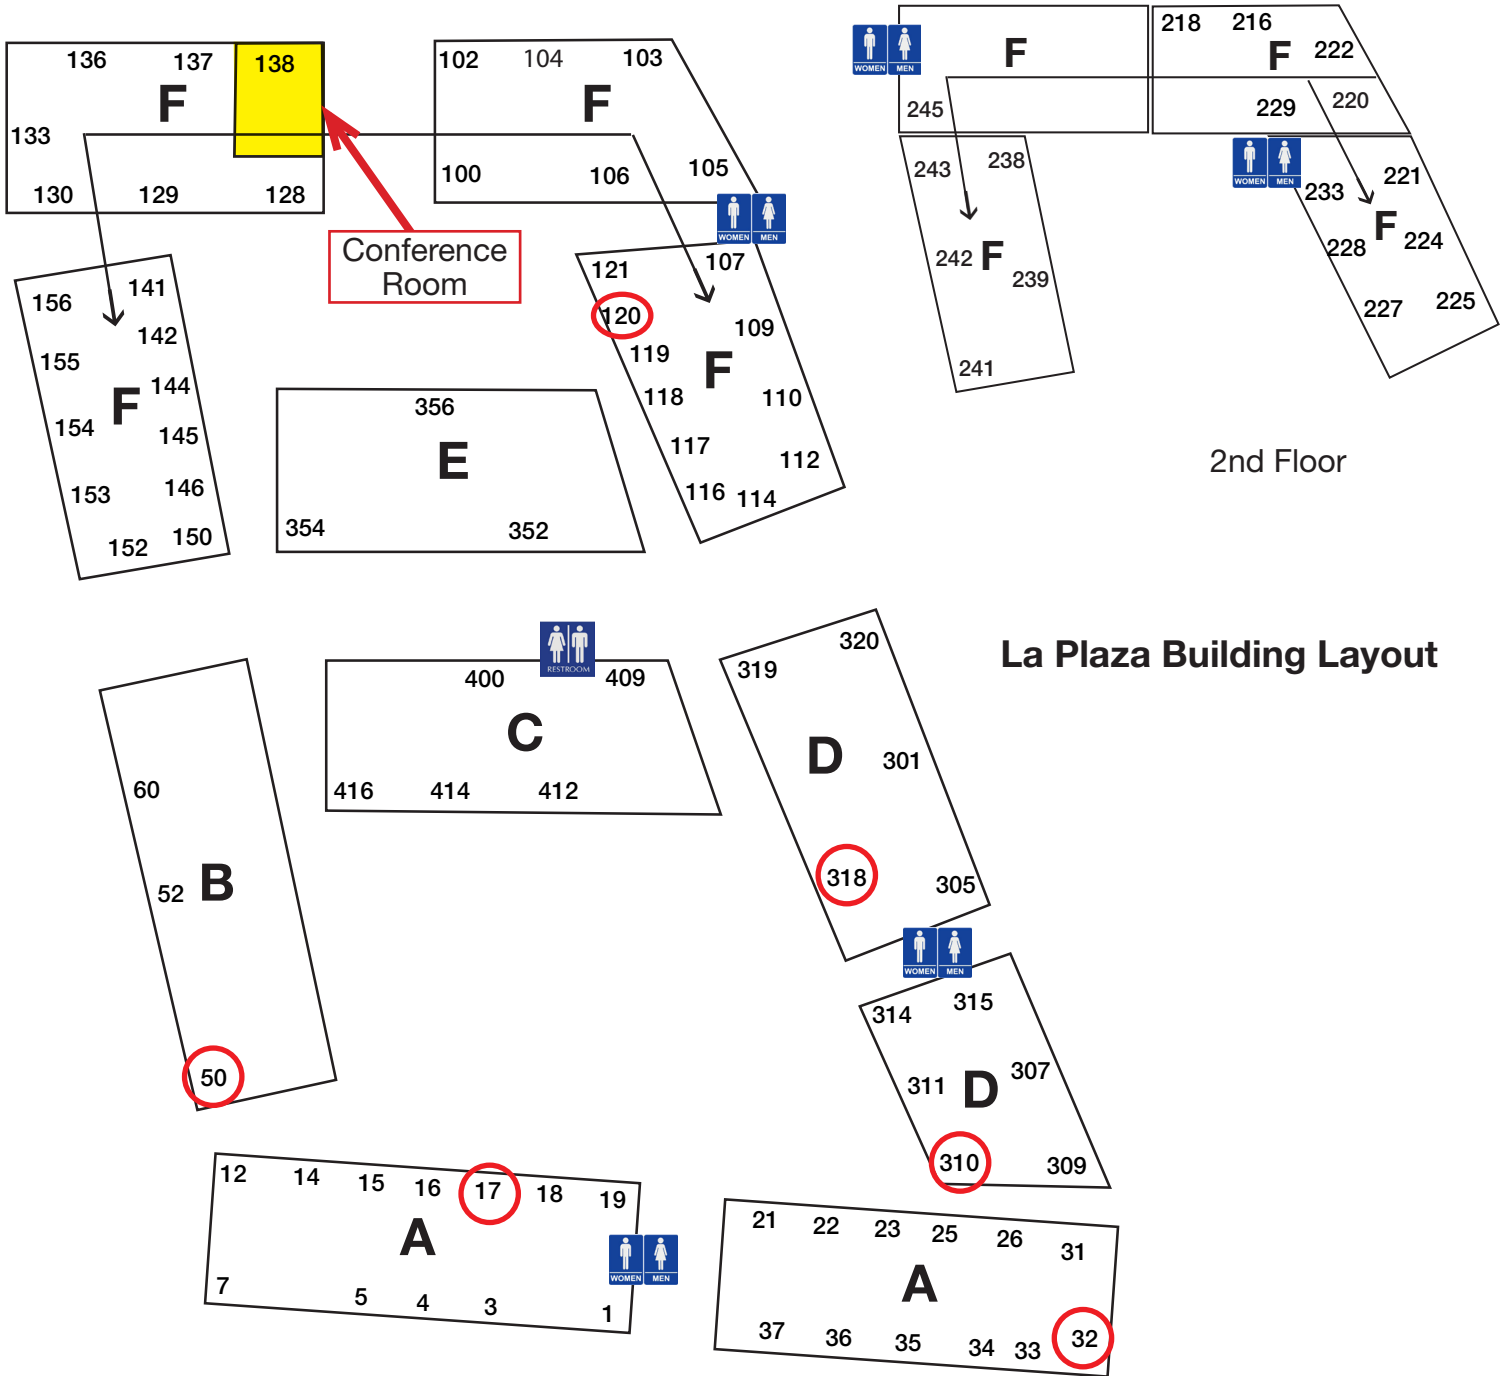 136 137 138
F
133
130 129 128
102 104 103
F
100 106 105
WOMEN MEN
Conference
Room
156 141
142
155
144
F
154 145
153 146
152 150
121 107
120
109
119
F
118 110
117
112
116 114
356
E
354 352
WOMEN MEN
F
245
218 216
F 222
229 220
243 238
242 F
239
241
WOMEN MEN
221
233
F
228 224
227 225
2nd Floor
La Plaza Building Layout
60
52 B
50
RESTROOM
400 409
C
416 414 412
320
319
D
301
318
305
WOMEN MEN
314 315
311 D 307
310 309
12 14 15 16 17 18 19
A
7 5 4 3 1
WOMEN MEN
21 22 23 25 26 31
A
37 36 35 34 33 32